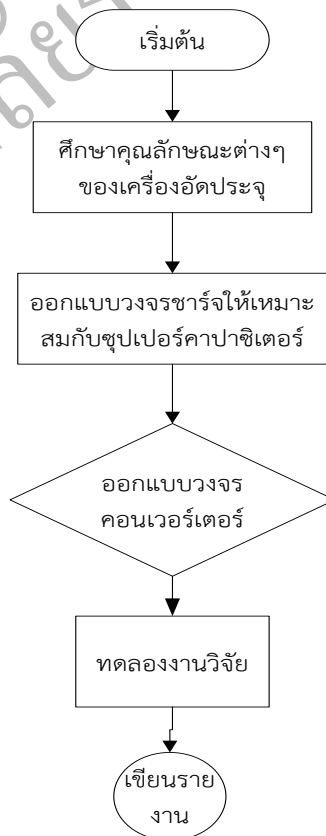 เริ่มต้น
ศึกษาคุณลักษณะต่างๆ
ของเครื่องอัดประจุ
ออกแบบวงจรชาร์จให้เหมาะ
สมกับซุปเปอร์คาปาซิเตอร์
ออกแบบวงจร
คอนเวอร์เตอร์
ทดลองงานวิจัย
เขียนราย
งาน